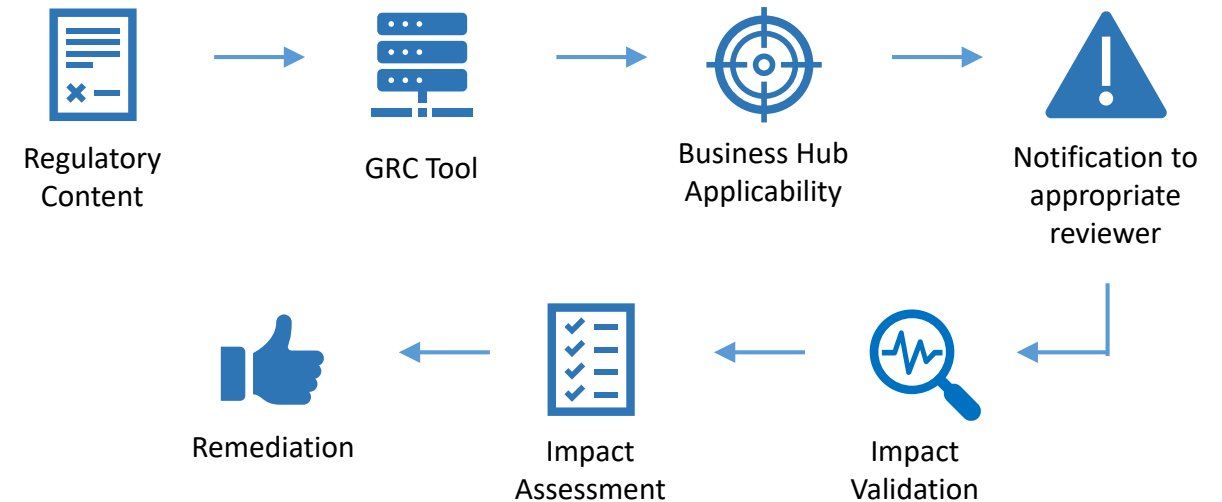 Regulatory
Content
GRC Tool
Business Hub
Applicability
Notification to
appropriate
reviewer
Remediation
Impact
Assessment
Impact
Validation